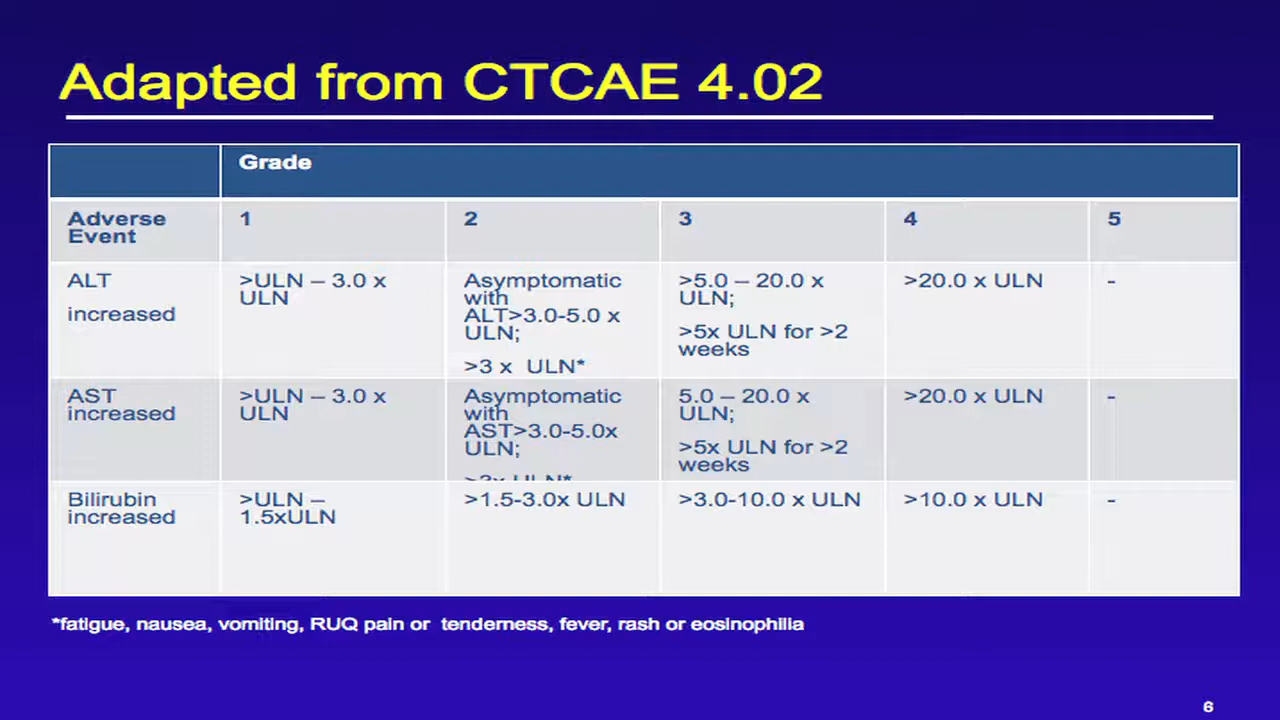 Adapted from CTCAE 4.02
Grade
Adverse
Event
1
2
3
4
5
ALT
increased
>ULN – 3.0 x
ULN
Asymptomatic
with
ALT>3.0-5.0 x
ULN;
>3 x  ULN*
>5.0 – 20.0 x
ULN;
>5x ULN for >2
weeks
>20.0 x ULN
-
AST
increased
>ULN – 3.0 x
ULN
Asymptomatic
with
AST>3.0-5.0x
ULN;
5.0 – 20.0 x
ULN;
>5x ULN for >2
weeks
>20.0 x ULN
-
Bilirubin
increased
>ULN –
1.5xULN
>1.5-3.0x ULN
>3.0-10.0 x ULN
>10.0 x ULN
-
*fatigue, nausea, vomiting, RUQ pain or  tenderness, fever, rash or eosinophilia
6